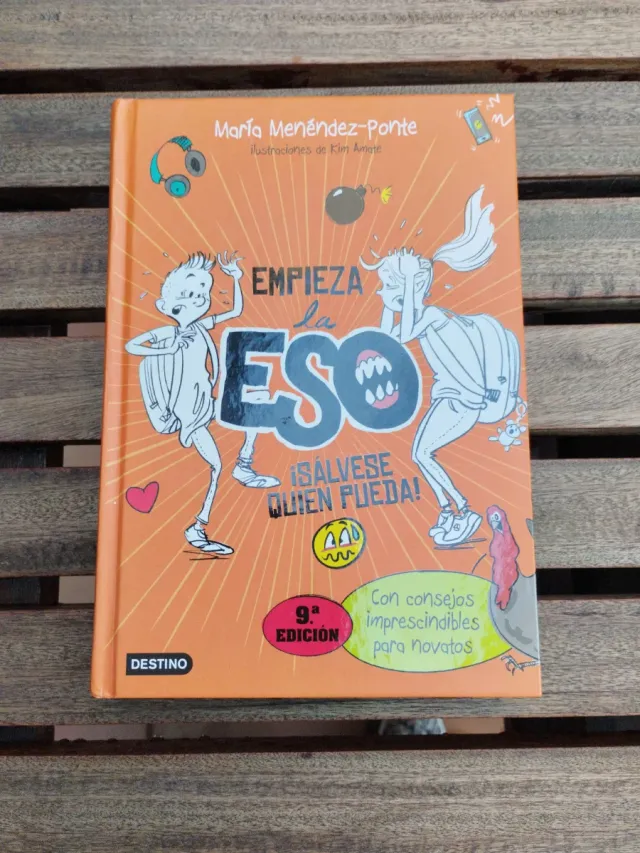 María Menéndez-Ponte
ilustraciones de Kim Amate
EMPIEZA
la
ESO
¡SÁLVESE
QUIEN PUEDA!
9.ª
EDICIÓN
Con consejos
imprescindibles
para novatos
DESTINO